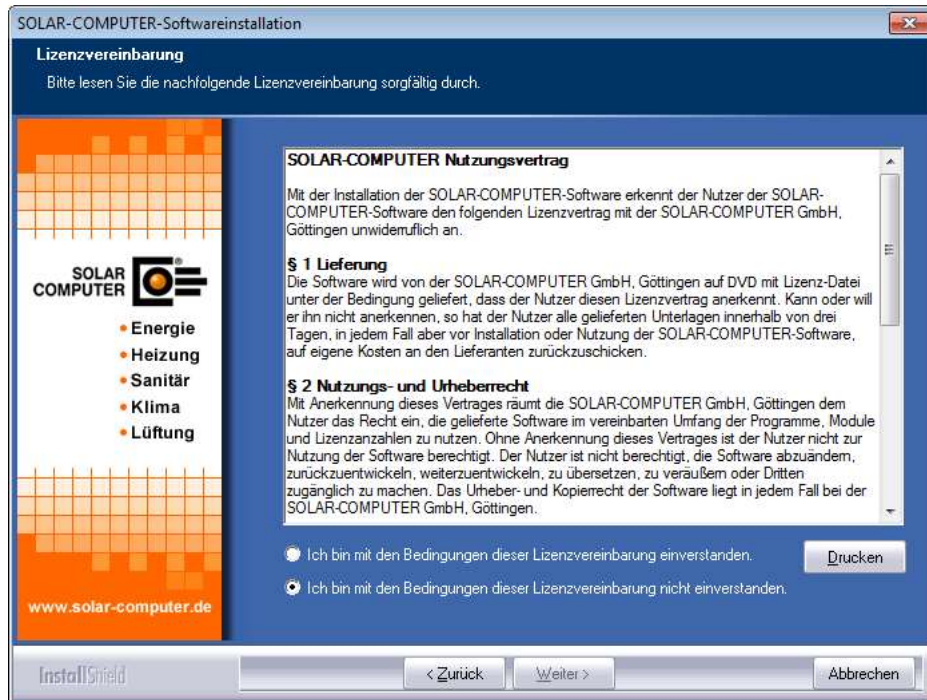 SOLAR-COMPUTER-Softwareinstallation
Lizenzvereinbarung
Bitte lesen Sie die nachfolgende Lizenzvereinbarung sorgfältig durch.
SOLAR
COMPUTER
®
• Energie
• Heizung
• Sanitär
• Klima
• Lüftung
www.solar-computer.de
SOLAR-COMPUTER Nutzungsvertrag
Mit der Installation der SOLAR-COMPUTER-Software erkennt der Nutzer der SOLAR-
COMPUTER-Software den folgenden Lizenzvertrag mit der SOLAR-COMPUTER GmbH,
Göttingen unwiderruflich an.
§ 1 Lieferung
Die Software wird von der SOLAR-COMPUTER GmbH, Göttingen auf DVD mit Lizenz-Datei
unter der Bedingung geliefert, dass der Nutzer diesen Lizenzvertrag anerkennt. Kann oder will
er ihn nicht anerkennen, so hat der Nutzer alle gelieferten Unterlagen innerhalb von drei
Tagen, in jedem Fall aber vor Installation oder Nutzung der SOLAR-COMPUTER-Software,
auf eigene Kosten an den Lieferanten zurückzuschicken.
§ 2 Nutzungs- und Urheberrecht
Mit Anerkennung dieses Vertrages räumt die SOLAR-COMPUTER GmbH, Göttingen dem
Nutzer das Recht ein, die gelieferte Software im vereinbarten Umfang der Programme, Module
und Lizenzanzahlen zu nutzen. Ohne Anerkennung dieses Vertrages ist der Nutzer nicht zur
Nutzung der Software berechtigt. Der Nutzer ist nicht berechtigt, die Software abzuändern,
zurückzuentwickeln, weiterzuentwickeln, zu übersetzen, zu veräußern oder Dritten
zugänglich zu machen. Das Urheber- und Kopierrecht der Software liegt in jedem Fall bei der
SOLAR-COMPUTER GmbH, Göttingen.
Ich bin mit den Bedingungen dieser Lizenzvereinbarung einverstanden.
Ich bin mit den Bedingungen dieser Lizenzvereinbarung nicht einverstanden.
Drucken
InstallShield
< Zurück
Weiter >
Abbrechen